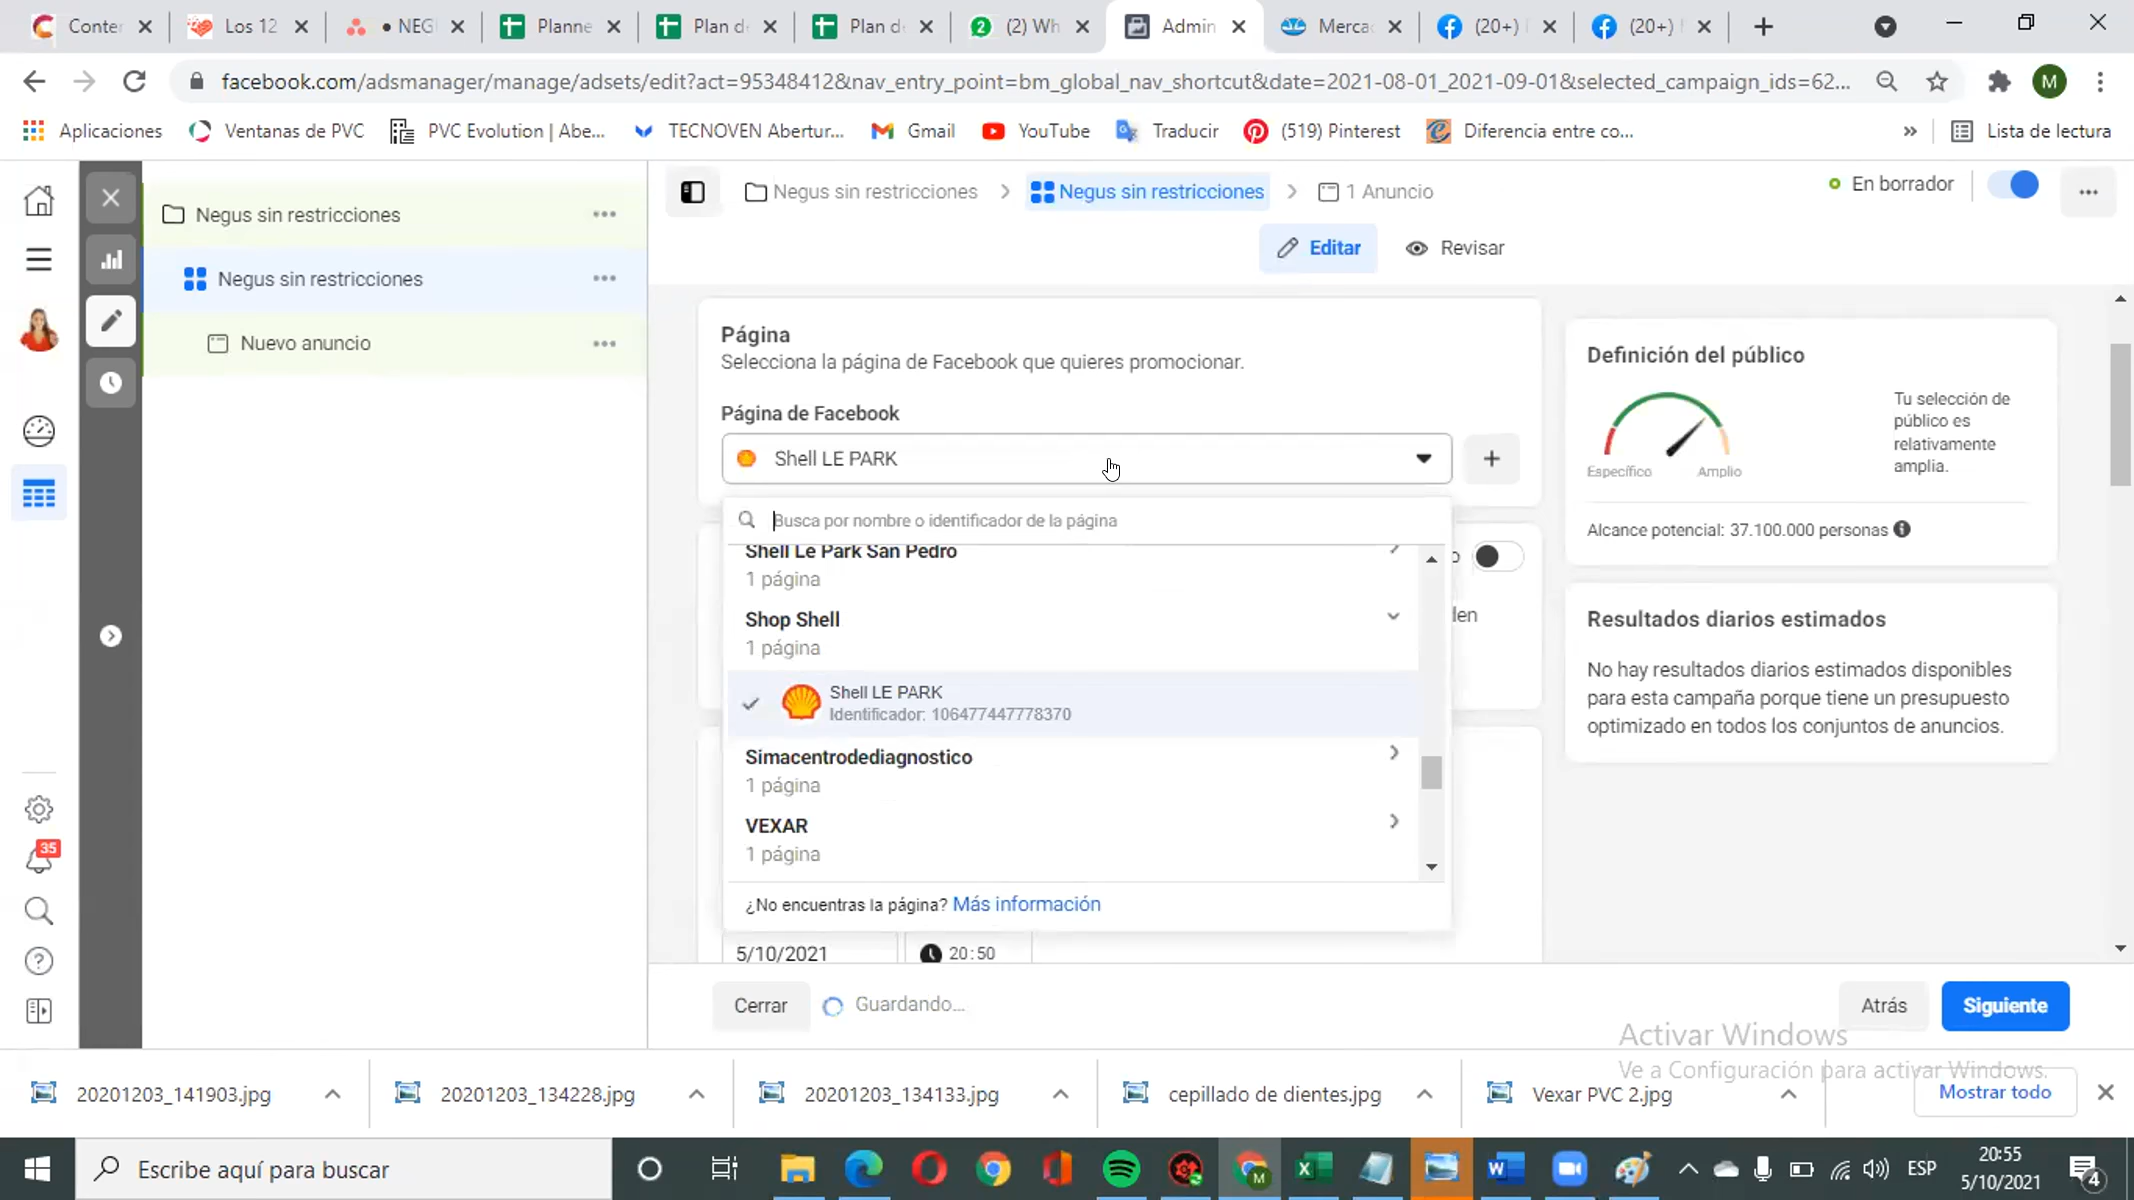 Conter
Los 12
• NEG
Planne
Plan d
Plan d
(2) Wh
Admin
Merca
(20+)
(20+)
facebook.com/adsmanager/manage/adsets/edit?act=95348412&nav_entry_point=bm_global_nav_shortcut&date=2021-08-01_2021-09-01&selected_campaign_ids=62...
M
Aplicaciones
Ventanas de PVC
PVC Evolution | Abe...
TECNOVEN Abertur...
Gmail
YouTube
Traducir
(519) Pinterest
Diferencia entre co...
»
Lista de lectura
Negus sin restricciones
Negus sin restricciones
Nuevo anuncio
35
Negus sin restricciones
Negus sin restricciones
1 Anuncio
En borrador
Editar
Revisar
Página
Selecciona la página de Facebook que quieres promocionar.
Página de Facebook
Shell LE PARK
Busca por nombre o identificador de la página
Shell Le Park San Pedro
1 página
Shop Shell
1 página
Shell LE PARK
Identificador: 106477447778370
Simacentrodediagnostico
1 página
VEXAR
1 página
¿No encuentras la página? Más información
5/10/2021
20:50
Definición del público
Específico
Amplio
Tu selección de
público es
relativamente
amplia.
Alcance potencial: 37.100.000 personas
Resultados diarios estimados
No hay resultados diarios estimados disponibles
para esta campaña porque tiene un presupuesto
optimizado en todos los conjuntos de anuncios.
Cerrar
Guardando...
Atrás
Siguiente
Activar Windows
Ve a Configuración para activar Windows.
20201203_141903.jpg
20201203_134228.jpg
20201203_134133.jpg
cepillado de dientes.jpg
Vexar PVC 2.jpg
Mostrar todo
Escribe aquí para buscar
ESP
20:55
5/10/2021
4